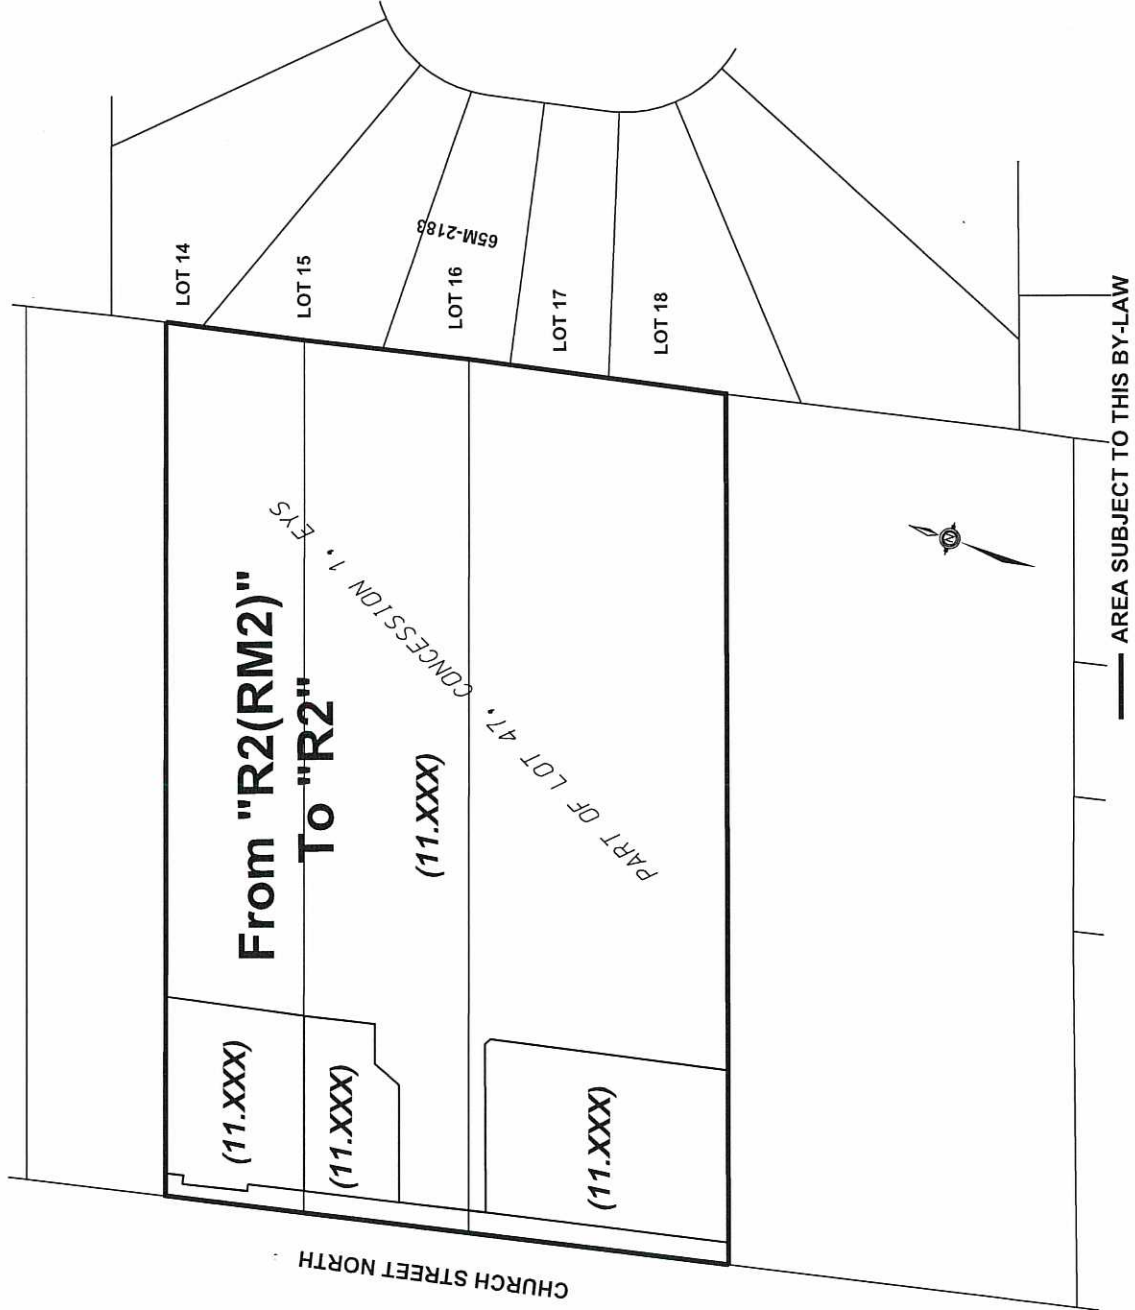 LOT 14
LOT 15
LOT 16
65M-2183
LOT 17
LOT 18
From "R2(RM2)"
To "R2"
(11.XXX)
PART OF LOT 47, CONCESSION 1, EYS
(11.XXX)
(11.XXX)
(11.XXX)
CHURCH STREET NORTH
N
AREA SUBJECT TO THIS BY-LAW